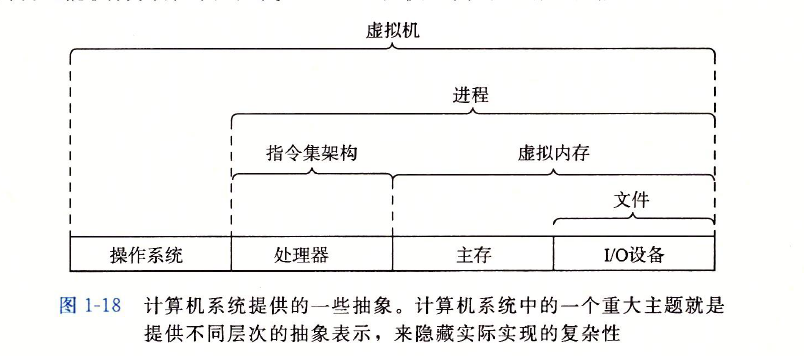 虚拟机
进程
指令集架构 虚拟内存
文件
操作系统 处理器 主存 I/O设备
图 1-18 计算机系统提供的一些抽象。计算机系统中的一个重大主题就是
提供不同层次的抽象表示，来隐藏实际实现的复杂性